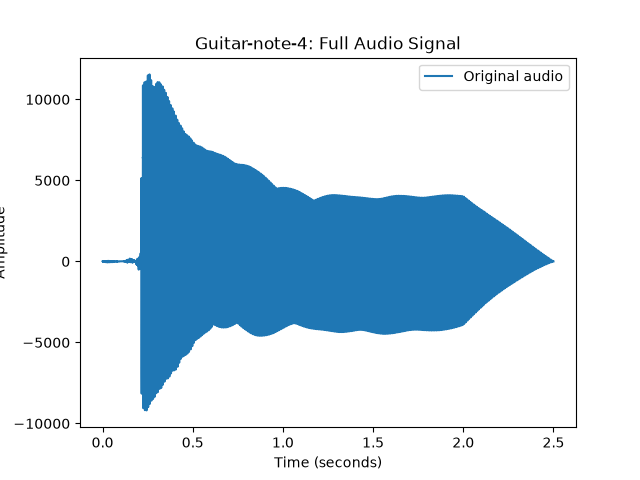 Guitar-note-4: Full Audio Signal
Original audio
10000
5000
0
−5000
−10000
Amplitude
0.0 0.5 1.0 1.5 2.0 2.5
Time (seconds)